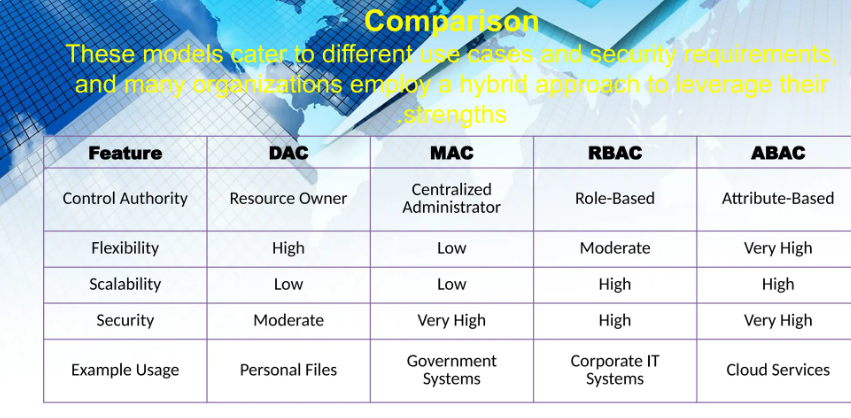 Comparison
These models cater to different use cases and security requirements,
and many organizations employ a hybrid approach to leverage their
.strengths
Feature DAC MAC RBAC ABAC
Control Authority Resource Owner Centralized Administrator Role-Based Attribute-Based
Flexibility High Low Moderate Very High
Scalability Low Low High High
Security Moderate Very High High Very High
Example Usage Personal Files Government Systems Corporate IT Systems Cloud Services